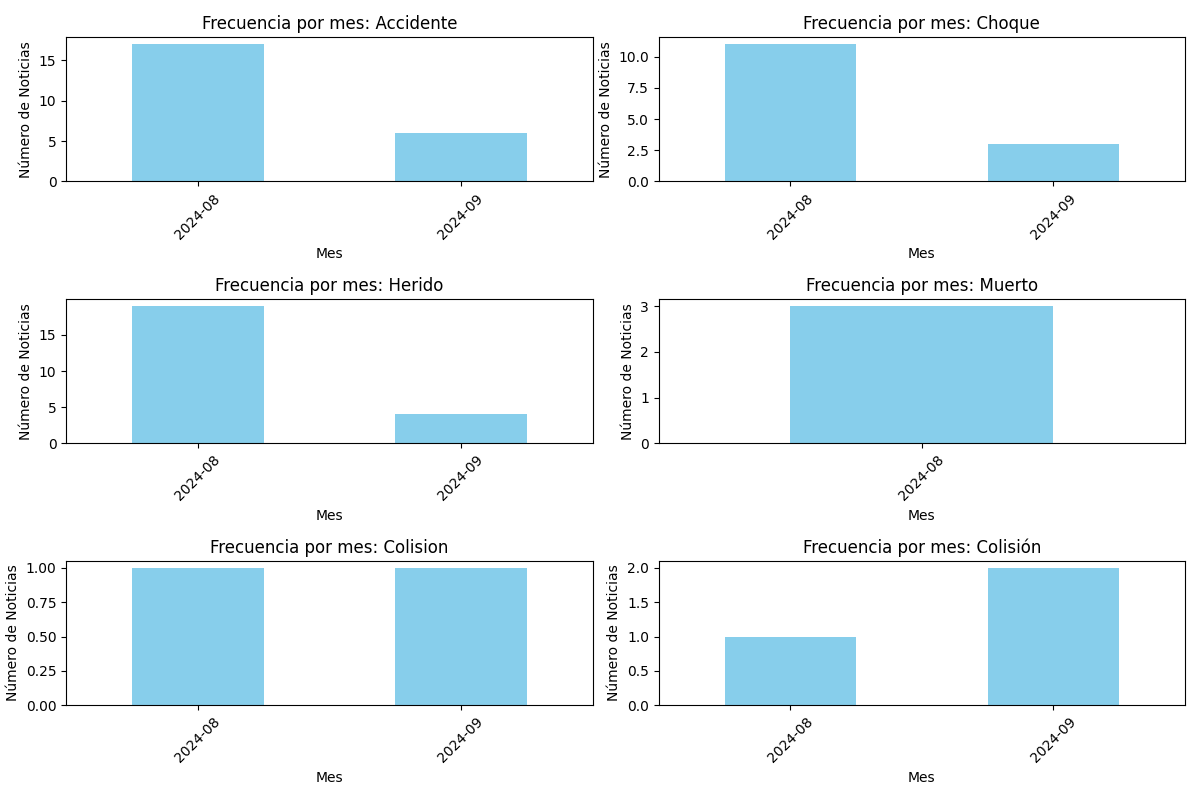 Frecuencia por mes: Accidente
Número de Noticias
15
10
5
0
2024-08
2024-09
Mes
Frecuencia por mes: Choque
Número de Noticias
10.0
7.5
5.0
2.5
0.0
2024-08
2024-09
Mes
Frecuencia por mes: Herido
Número de Noticias
15
10
5
0
2024-08
2024-09
Mes
Frecuencia por mes: Muerto
Número de Noticias
3
2
1
0
2024-08
Mes
Frecuencia por mes: Colision
Número de Noticias
1.00
0.75
0.50
0.25
0.00
2024-08
2024-09
Mes
Frecuencia por mes: Colisión
Número de Noticias
2.0
1.5
1.0
0.5
0.0
2024-08
2024-09
Mes